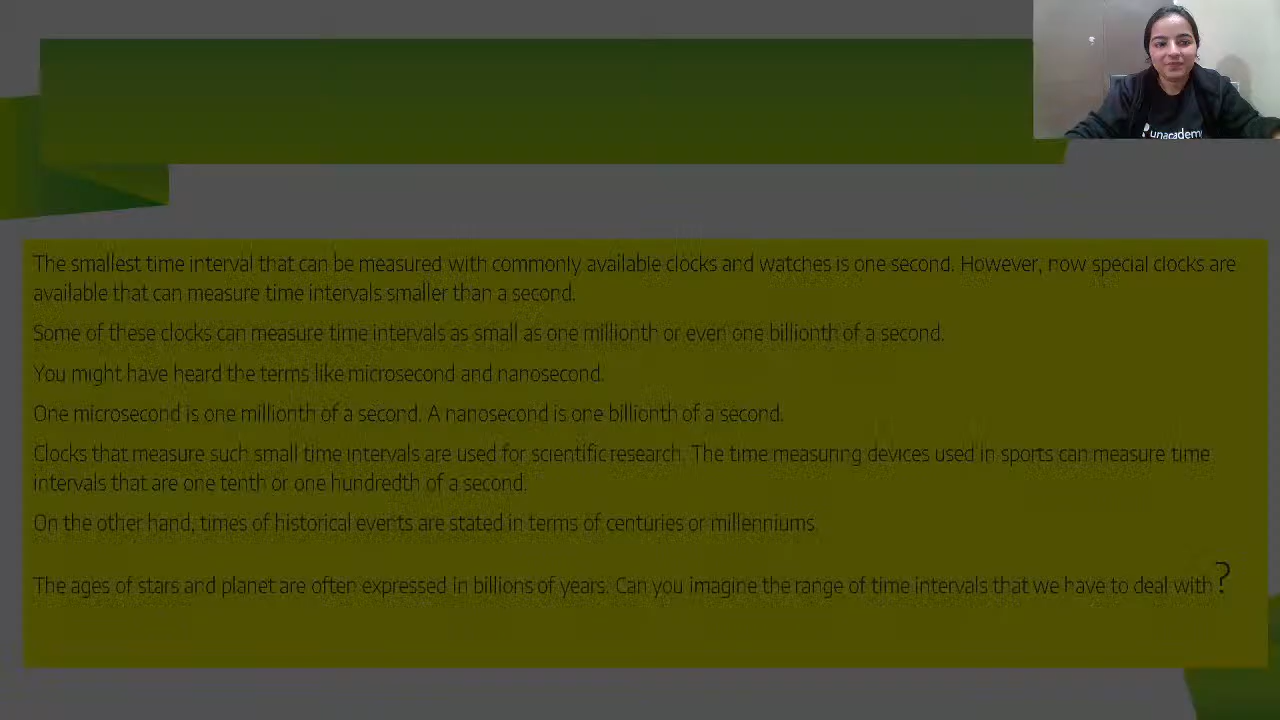 unacadem
The smallest time interval that can be measured with commonly available clocks and watches is one second. However, now special clocks are
available that can measure time intervals smaller than a second.
Some of these clocks can measure time intervals as small as one millionth or even one billionth of a second.
You might have heard the terms like microsecond and nanosecond.
One microsecond is one millionth of a second. A nanosecond is one billionth of a second.
Clocks that measure such small time intervals are used for scientific research. The time measuring devices used in sports can measure time
intervals that are one tenth or one hundredth of a second.
On the other hand, times of historical events are stated in terms of centuries or millenniums.
The ages of stars and planet are often expressed in billions of years. Can you imagine the range of time intervals that we have to deal with?